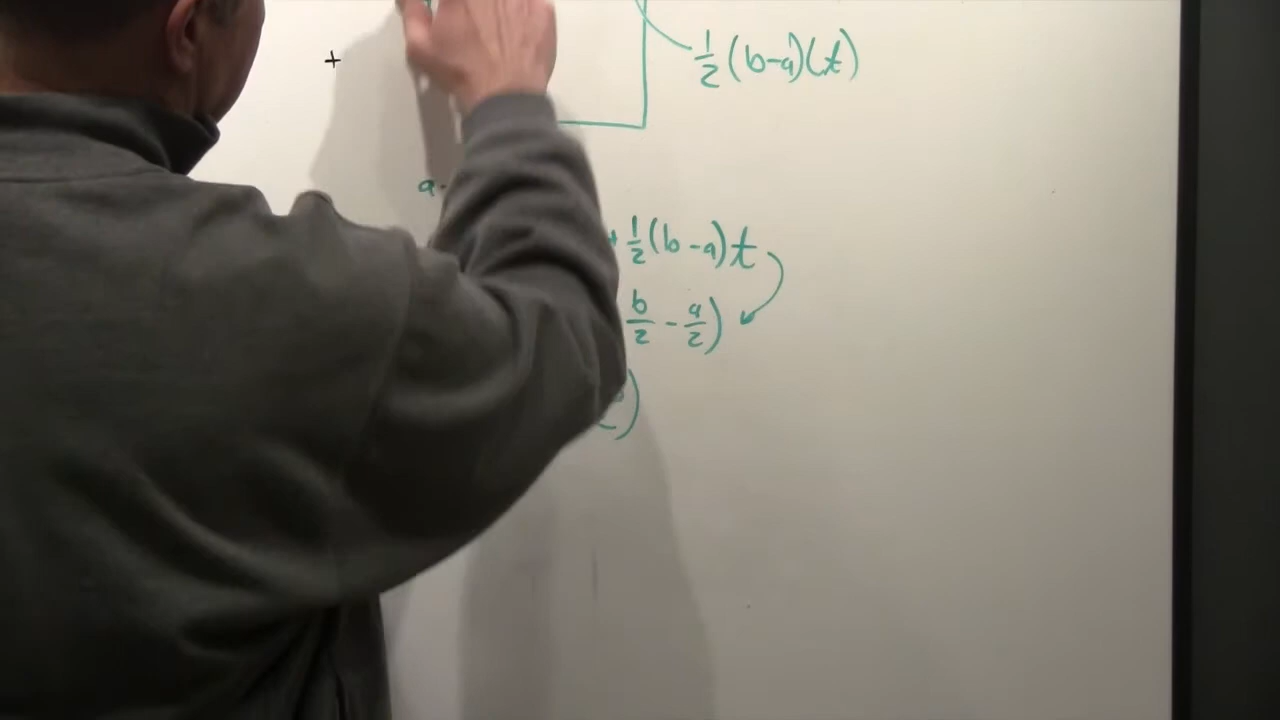 +
½(b-a)(t)
a·
+ ½(b-a)t
b/2 - a/2)
)